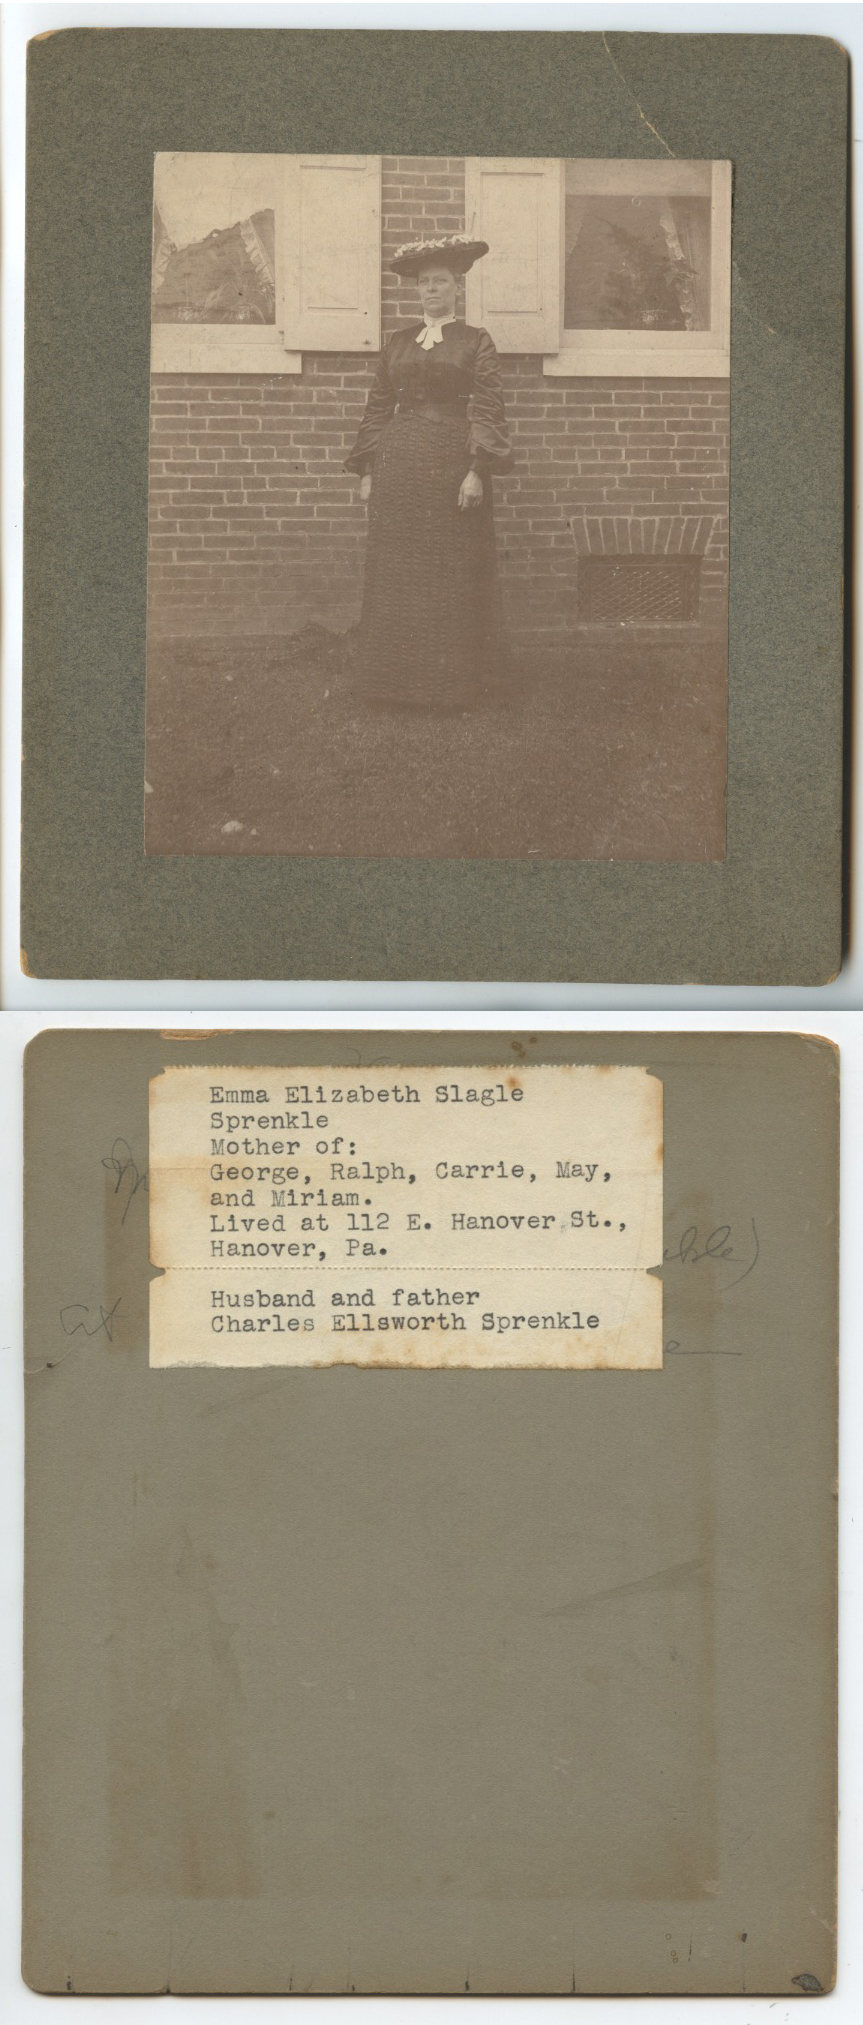 Emma Elizabeth Slagle
Sprenkle
Mother of:
George, Ralph, Carrie, May,
and Miriam.
Lived at 112 E. Hanover St.,
Hanover, Pa.
Husband and father
Charles Ellsworth Sprenkle
at